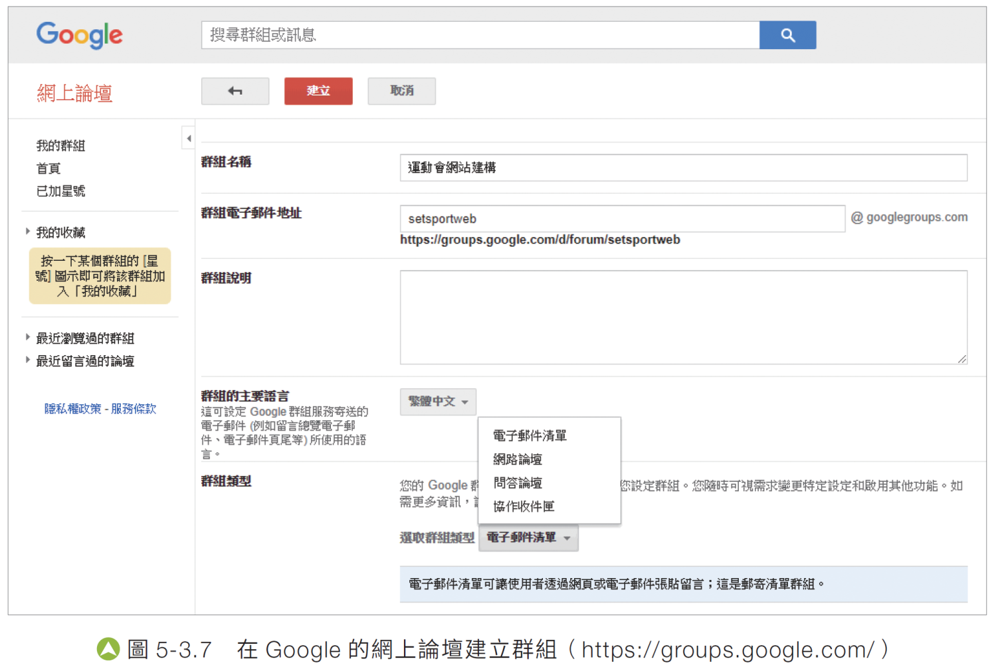 Google
搜尋群組或訊息
網上論壇
建立
取消
我的群組
首頁
已加星號
我的收藏
按一下某個群組的 [星
號] 圖示即可將該群組加
入「我的收藏」
最近瀏覽過的群組
最近留言過的論壇
隱私權政策 - 服務條款
群組名稱
運動會網站建構
群組電子郵件地址
setsportweb
@ googlegroups.com
https://groups.google.com/d/forum/setsportweb
群組說明
群組的主要語言
這可設定 Google 群組服務寄送的
電子郵件 (例如留言總覽電子郵
件、電子郵件頁尾等) 所使用的語
言。
繁體中文
電子郵件清單
網路論壇
問答論壇
協作收件匣
群組類型
您的 Google 群
您設定群組。您隨時可視需求變更特定設定和啟用其他功能。如
需更多資訊，
選取群組類型
電子郵件清單
電子郵件清單可讓使用者透過網頁或電子郵件張貼留言；這是郵寄清單群組。
圖 5-3.7 在 Google 的網上論壇建立群組（https://groups.google.com/）